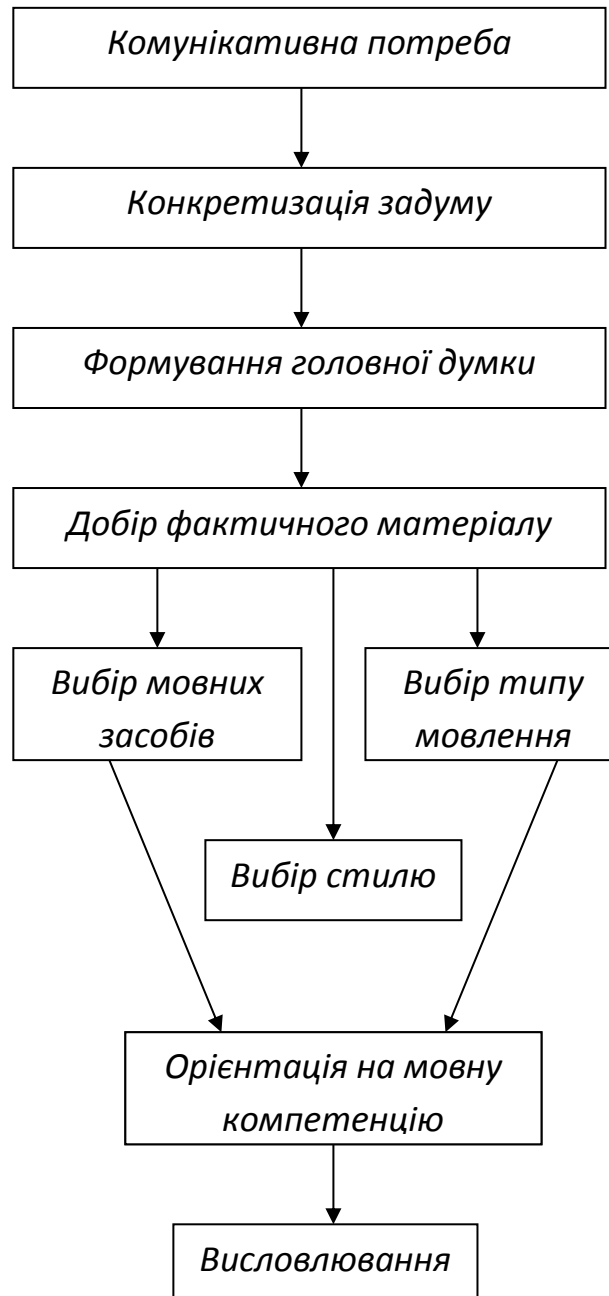 Комунікативна потреба
Конкретизація задуму
Формування головної думки
Добір фактичного матеріалу
Вибір мовних
засобів
Вибір типу
мовлення
Вибір стилю
Орієнтація на мовну
компетенцію
Висловлювання